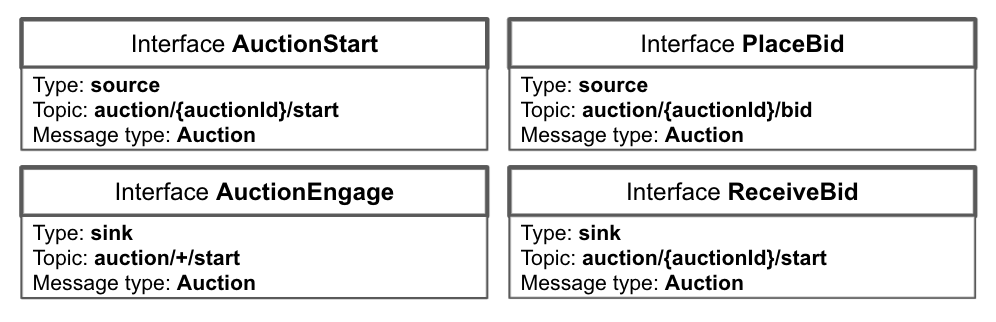 Interface AuctionStart
Type: source
Topic: auction/{auctionId}/start
Message type: Auction
Interface PlaceBid
Type: source
Topic: auction/{auctionId}/bid
Message type: Auction
Interface AuctionEngage
Type: sink
Topic: auction/+/start
Message type: Auction
Interface ReceiveBid
Type: sink
Topic: auction/{auctionId}/start
Message type: Auction